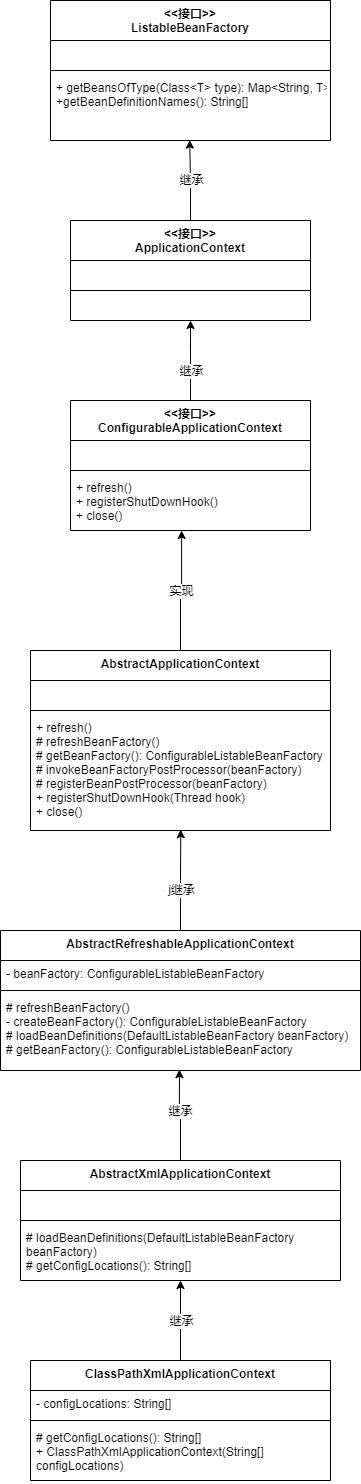 <<接口>>
ListableBeanFactory
+ getBeansOfType(Class<T> type): Map<String, T>
+getBeanDefinitionNames(): String[]
继承
<<接口>>
ApplicationContext
继承
<<接口>>
ConfigurableApplicationContext
+ refresh()
+ registerShutDownHook()
+ close()
实现
AbstractApplicationContext
+ refresh()
# refreshBeanFactory()
# getBeanFactory(): ConfigurableListableBeanFactory
# invokeBeanFactoryPostProcessor(beanFactory)
# registerBeanPostProcessor(beanFactory)
+ registerShutDownHook(Thread hook)
+ close()
j继承
AbstractRefreshableApplicationContext
- beanFactory: ConfigurableListableBeanFactory
# refreshBeanFactory()
- createBeanFactory(): ConfigurableListableBeanFactory
# loadBeanDefinitions(DefaultListableBeanFactory beanFactory)
# getBeanFactory(): ConfigurableListableBeanFactory
继承
AbstractXmlApplicationContext
# loadBeanDefinitions(DefaultListableBeanFactory
beanFactory)
# getConfigLocations(): String[]
继承
ClassPathXmlApplicationContext
- configLocations: String[]
# getConfigLocations(): String[]
+ ClassPathXmlApplicationContext(String[]
configLocations)